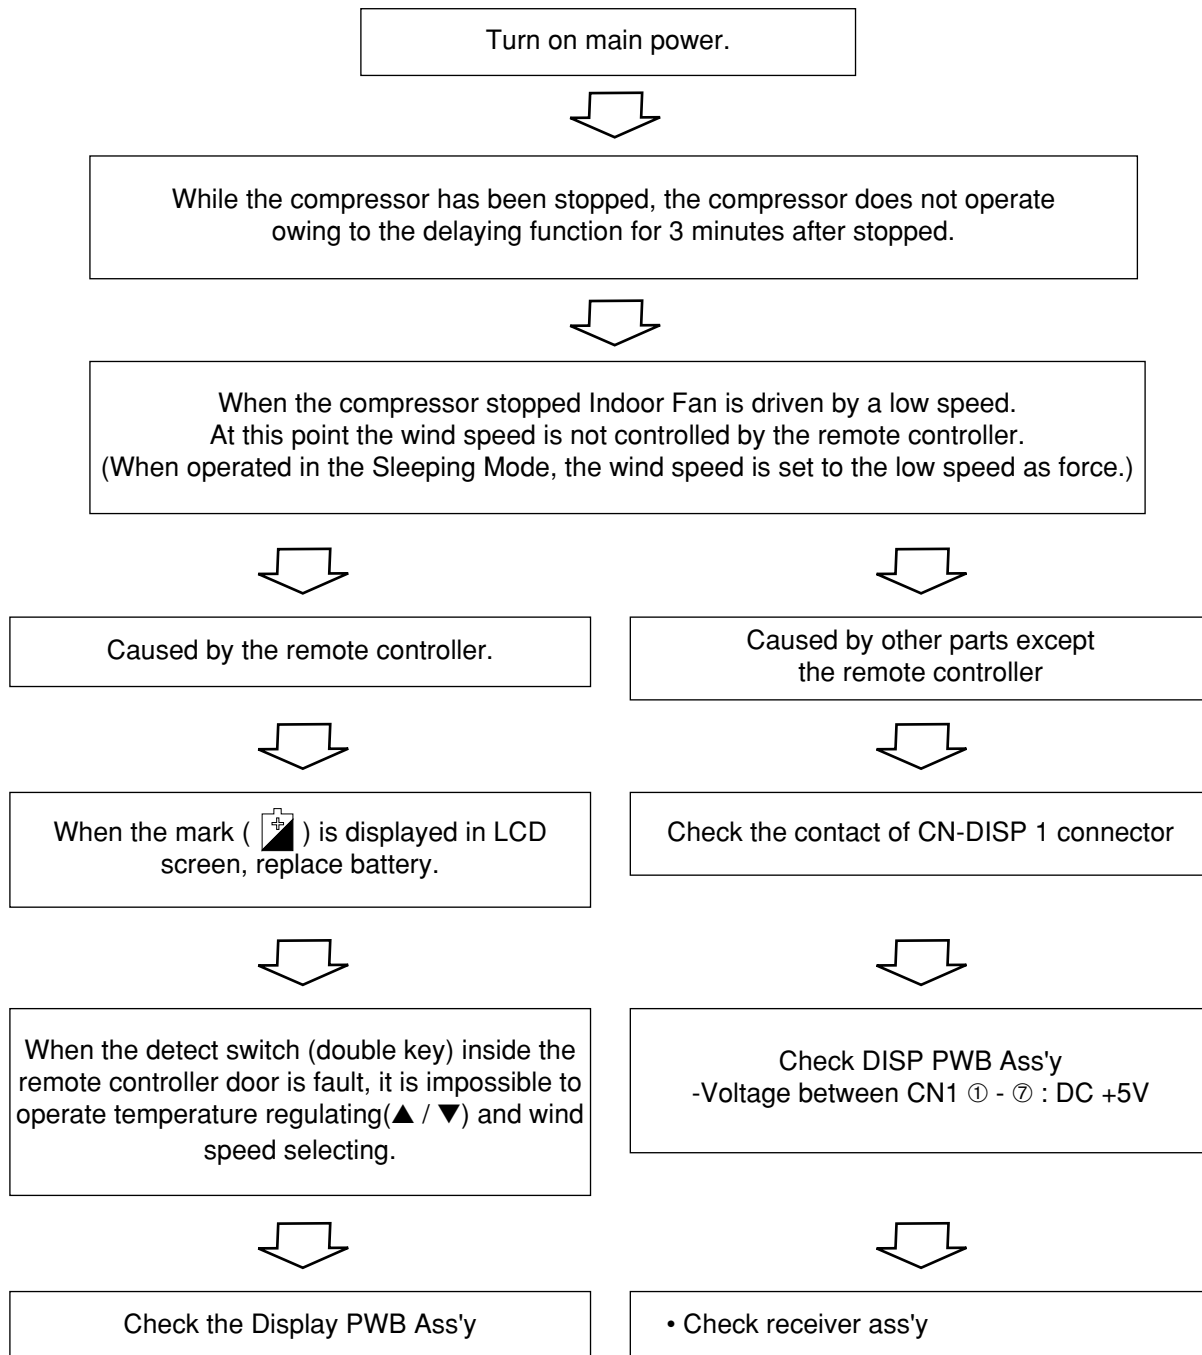 Turn on main power.
While the compressor has been stopped, the compressor does not operate
owing to the delaying function for 3 minutes after stopped.
When the compressor stopped Indoor Fan is driven by a low speed.
At this point the wind speed is not controlled by the remote controller.
(When operated in the Sleeping Mode, the wind speed is set to the low speed as force.)
Caused by the remote controller.
When the mark ( ) is displayed in LCD
screen, replace battery.
When the detect switch (double key) inside the
remote controller door is fault, it is impossible to
operate temperature regulating(▲ / ▼) and wind
speed selecting.
Check the Display PWB Ass'y
Caused by other parts except
the remote controller
Check the contact of CN-DISP 1 connector
Check DISP PWB Ass'y
-Voltage between CN1 ① - ⑦ : DC +5V
• Check receiver ass'y